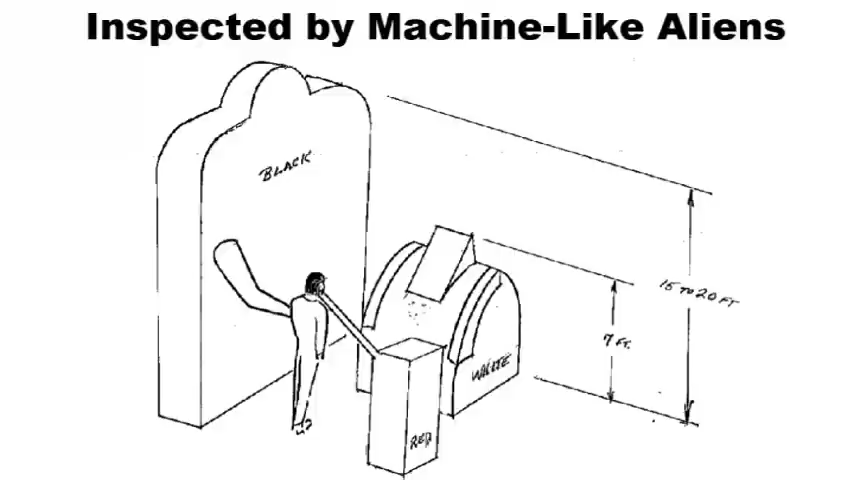 Inspected by Machine-Like Aliens
BLACK
15 TO 20 FT
7 FT.
WHITE
RED